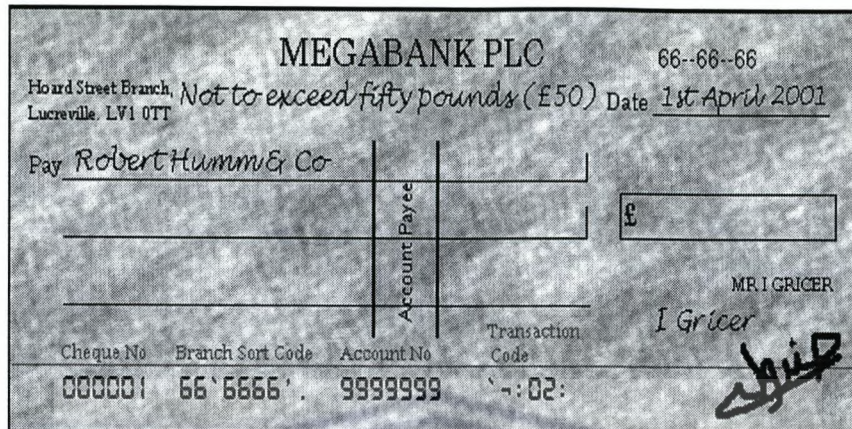 MEGABANK PLC 66--66--66
Hoard Street Branch, Not to exceed fifty pounds (£50) Date 1st April 2001
Lucreville. LV1 0TT
Pay Robert Humm & Co
Account Payee
£
MR I GRICER
I Gricer
Cheque No Branch Sort Code Account No Transaction Code
000001 66‵6666'. 9999999 ‵-:02: